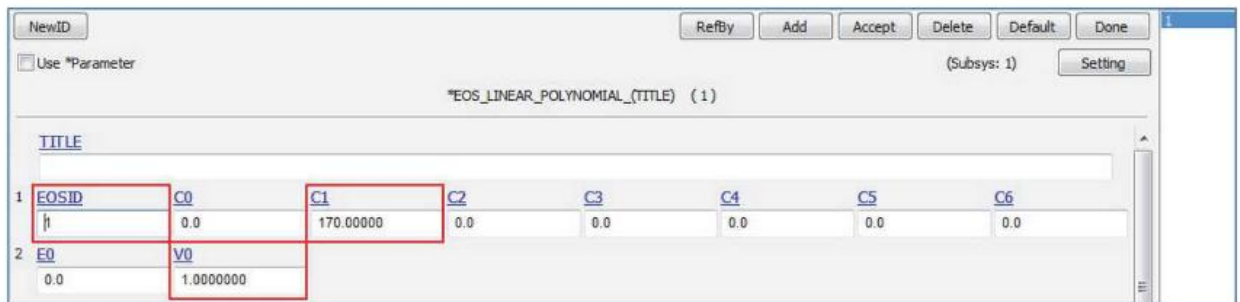 NewID RefBy Add Accept Delete Default Done 1
Use *Parameter (Subsys: 1) Setting
*EOS_LINEAR_POLYNOMIAL_(TITLE) (1)
TITLE
1 EOSID C0 C1 C2 C3 C4 C5 C6
1 0.0 170.00000 0.0 0.0 0.0 0.0 0.0
2 E0 V0
0.0 1.0000000